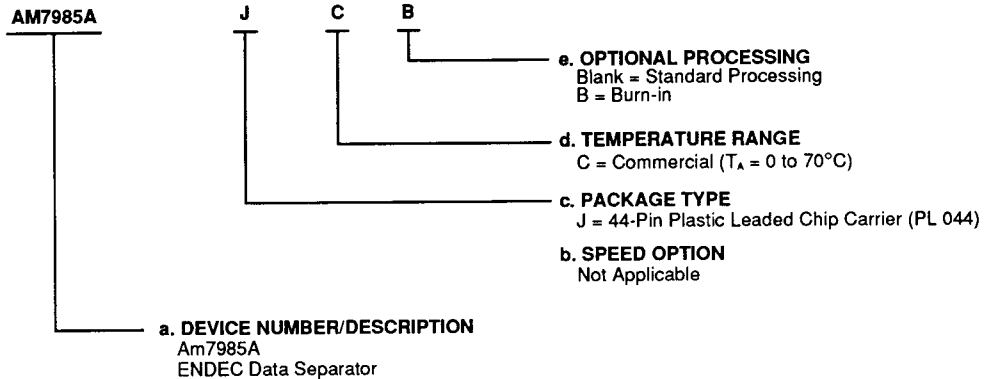 AM7985A J C B
e. OPTIONAL PROCESSING
Blank = Standard Processing
B = Burn-in
d. TEMPERATURE RANGE
C = Commercial (TA = 0 to 70°C)
c. PACKAGE TYPE
J = 44-Pin Plastic Leaded Chip Carrier (PL 044)
b. SPEED OPTION
Not Applicable
a. DEVICE NUMBER/DESCRIPTION
Am7985A
ENDEC Data Separator